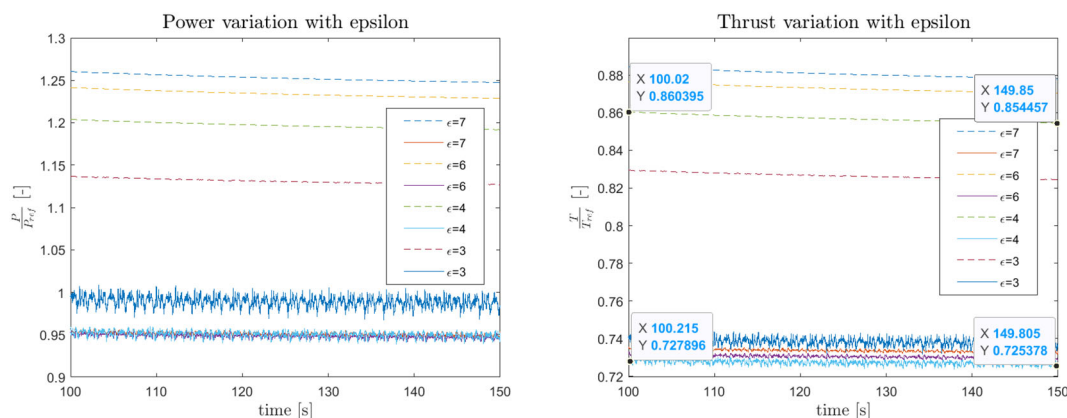 Power variation with epsilon
1.3
1.25
1.2
1.15
1.1
1.05
1
0.95
0.9
P/P_ref [-]
100
110
120
130
140
150
time [s]
ϵ=7
ϵ=7
ϵ=6
ϵ=6
ϵ=4
ϵ=4
ϵ=3
ϵ=3
Thrust variation with epsilon
0.88
0.86
0.84
0.82
0.8
0.78
0.76
0.74
0.72
T/T_ref [-]
100
110
120
130
140
150
time [s]
X 100.02
Y 0.860395
X 149.85
Y 0.854457
ϵ=7
ϵ=7
ϵ=6
ϵ=6
ϵ=4
ϵ=4
ϵ=3
ϵ=3
X 100.215
Y 0.727896
X 149.805
Y 0.725378